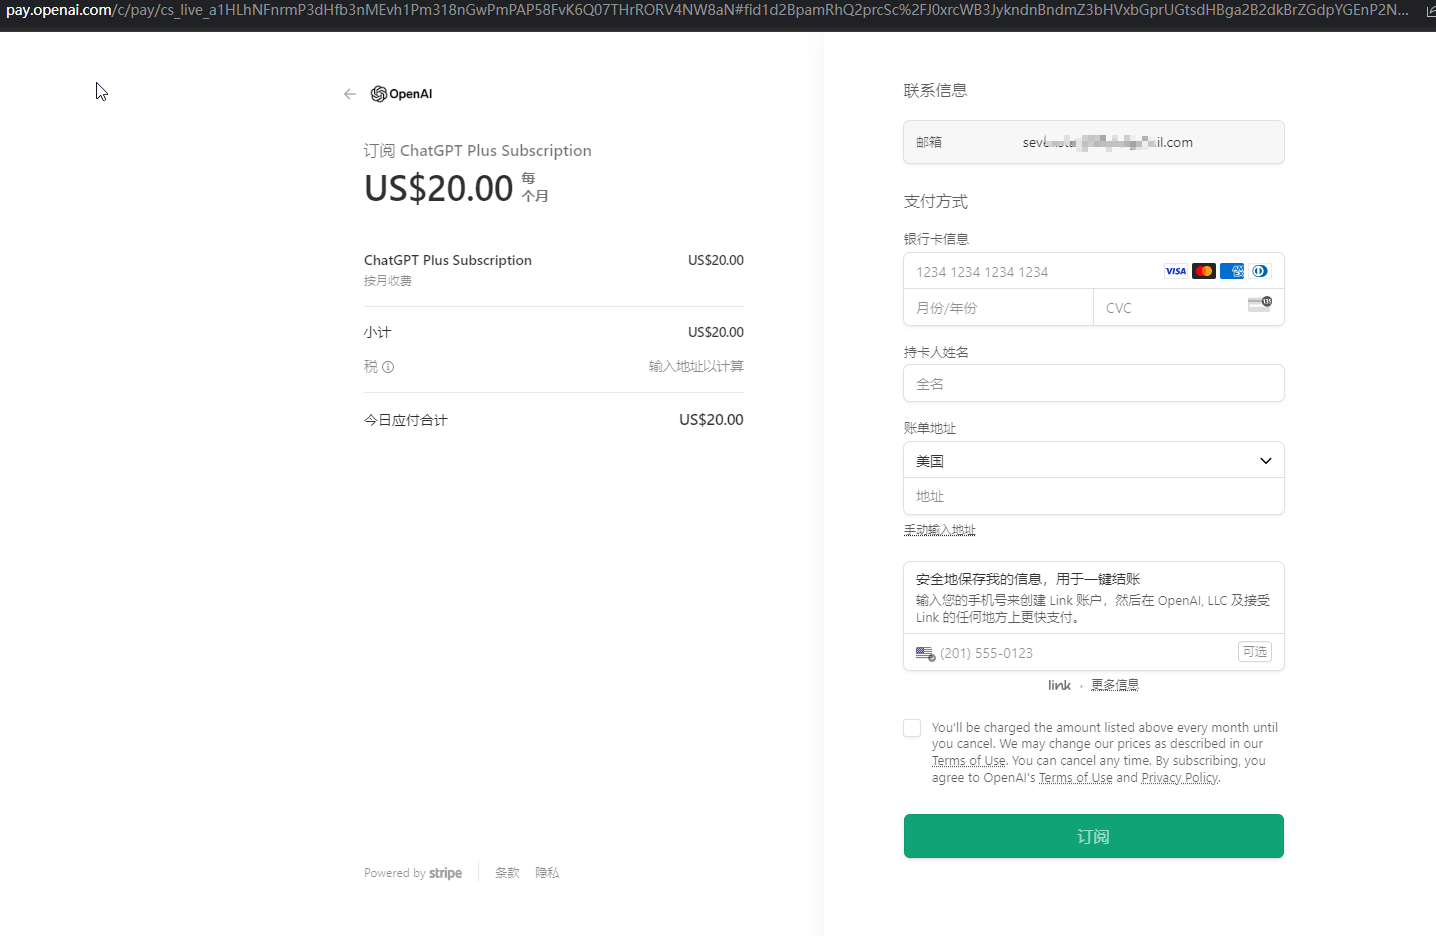 pay.openai.com/c/pay/cs_live_a1HLhNFnrmP3dHfb3nMEvh1Pm318nGwPmPAP58FvK6Q07THrRORV4NW8aN#fid1d2BpamRhQ2prcSc%2FJ0xrcWB3JykndnBndmZ3bHVxbGprUGtsdHBga2B2dkBrZGdpYGEnP2N...
OpenAI
订阅 ChatGPT Plus Subscription
US$20.00 每
个月
ChatGPT Plus Subscription US$20.00
按月收费
小计 US$20.00
税 输入地址以计算
今日应付合计 US$20.00
Powered by stripe 条款 隐私
联系信息
邮箱 il.com
支付方式
银行卡信息
1234 1234 1234 1234 VISA
月份/年份 CVC 135
持卡人姓名
全名
账单地址
美国
地址
手动输入地址
安全地保存我的信息，用于一键结账
输入您的手机号来创建 Link 账户，然后在 OpenAI, LLC 及接受
Link 的任何地方上更快支付。
(201) 555-0123 可选
link · 更多信息
You'll be charged the amount listed above every month until
you cancel. We may change our prices as described in our
Terms of Use. You can cancel any time. By subscribing, you
agree to OpenAI's Terms of Use and Privacy Policy.
订阅